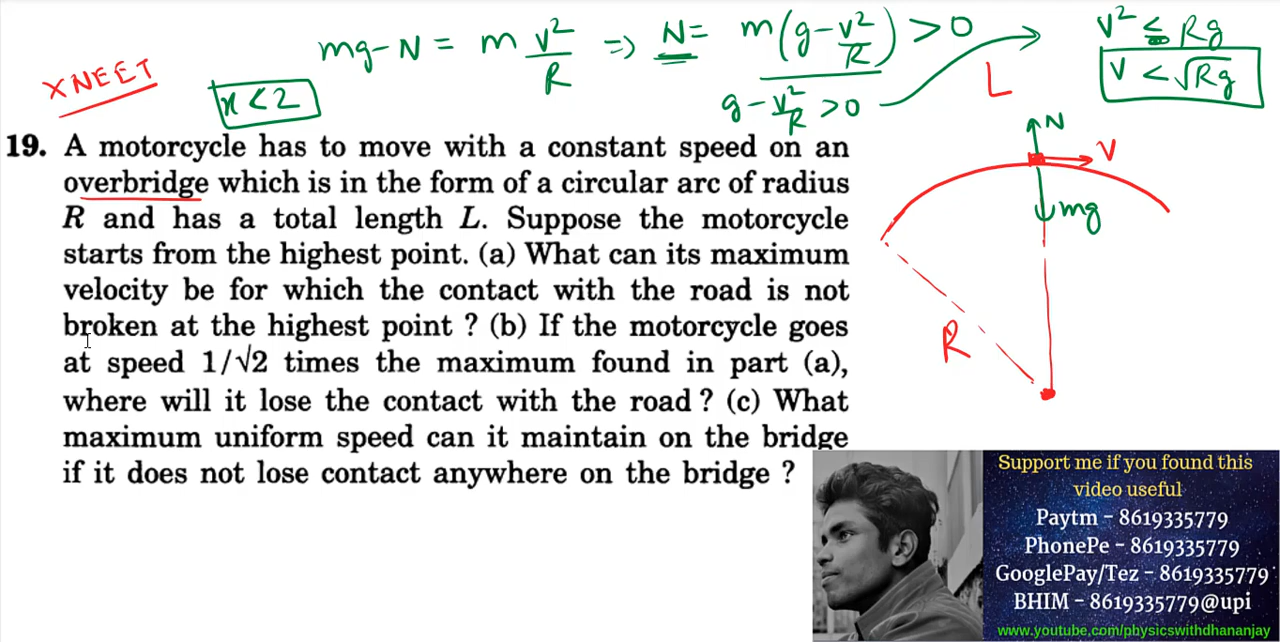 mg-N = m v²/R ⇒ N = m(g-v²/R) > 0
g-v²/R > 0
v² ≤ Rg
v < √Rg
XNEET
x < 2
L
N
V
mg
R
19. A motorcycle has to move with a constant speed on an
overbridge which is in the form of a circular arc of radius
R and has a total length L. Suppose the motorcycle
starts from the highest point. (a) What can its maximum
velocity be for which the contact with the road is not
broken at the highest point ? (b) If the motorcycle goes
at speed 1/√2 times the maximum found in part (a),
where will it lose the contact with the road ? (c) What
maximum uniform speed can it maintain on the bridge
if it does not lose contact anywhere on the bridge ?
Support me if you found this
video useful
Paytm - 8619335779
PhonePe - 8619335779
GooglePay/Tez - 8619335779
BHIM - 8619335779@upi
www.youtube.com/physicswithdhananjay